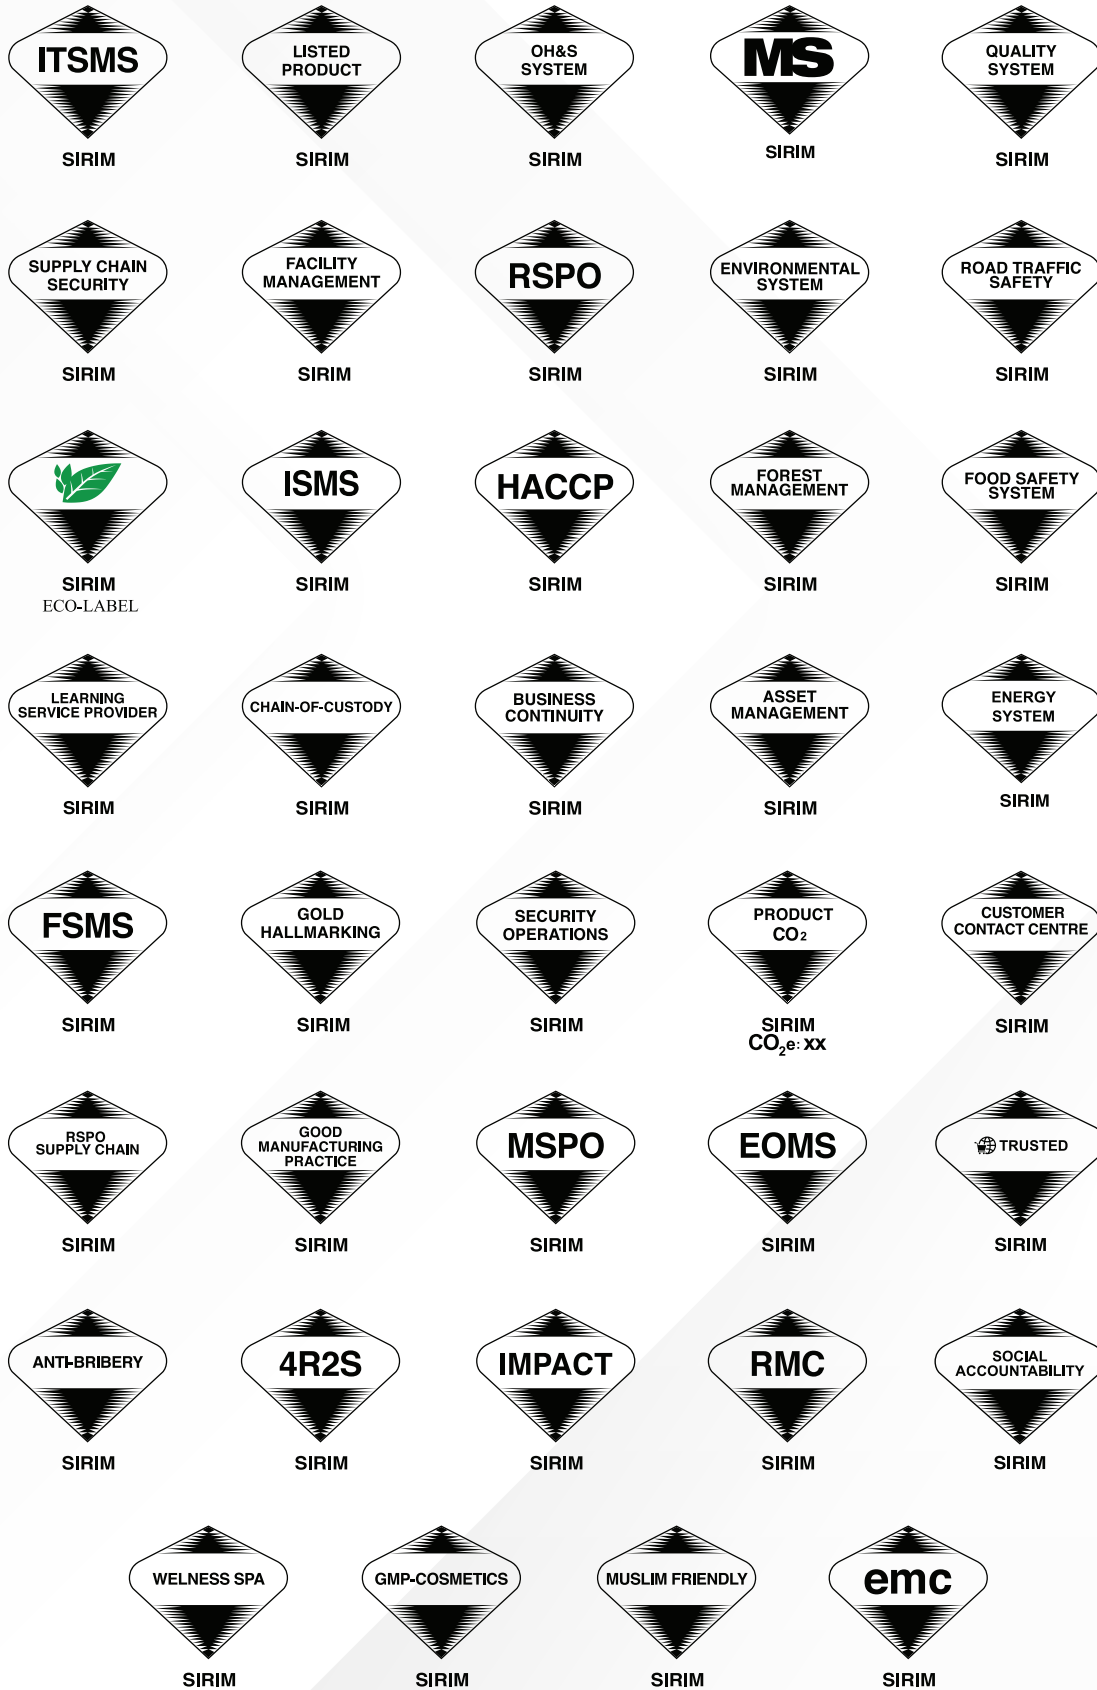 ITSMS
SIRIM
LISTED
PRODUCT
SIRIM
OH&S
SYSTEM
SIRIM
MS
SIRIM
QUALITY
SYSTEM
SIRIM
SUPPLY CHAIN
SECURITY
SIRIM
FACILITY
MANAGEMENT
SIRIM
RSPO
SIRIM
ENVIRONMENTAL
SYSTEM
SIRIM
ROAD TRAFFIC
SAFETY
SIRIM
SIRIM
ECO-LABEL
ISMS
SIRIM
HACCP
SIRIM
FOREST
MANAGEMENT
SIRIM
FOOD SAFETY
SYSTEM
SIRIM
LEARNING
SERVICE PROVIDER
SIRIM
CHAIN-OF-CUSTODY
SIRIM
BUSINESS
CONTINUITY
SIRIM
ASSET
MANAGEMENT
SIRIM
ENERGY
SYSTEM
SIRIM
FSMS
SIRIM
GOLD
HALLMARKING
SIRIM
SECURITY
OPERATIONS
SIRIM
PRODUCT
CO2
SIRIM
CO₂e: xx
CUSTOMER
CONTACT CENTRE
SIRIM
RSPO
SUPPLY CHAIN
SIRIM
GOOD
MANUFACTURING
PRACTICE
SIRIM
MSPO
SIRIM
EOMS
SIRIM
TRUSTED
SIRIM
ANTI-BRIBERY
SIRIM
4R2S
SIRIM
IMPACT
SIRIM
RMC
SIRIM
SOCIAL
ACCOUNTABILITY
SIRIM
WELNESS SPA
SIRIM
GMP-COSMETICS
SIRIM
MUSLIM FRIENDLY
SIRIM
emc
SIRIM